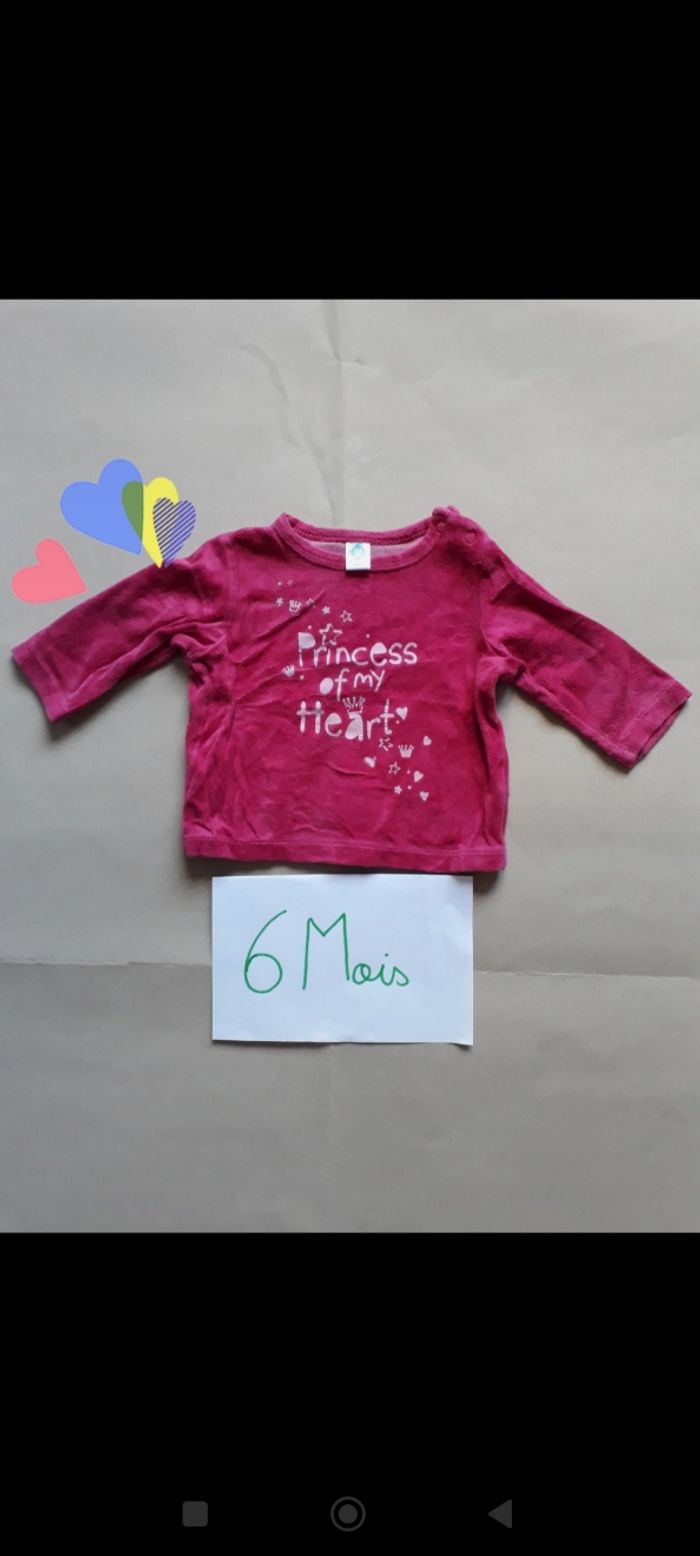 Princess
of my
Heart
6 Mois